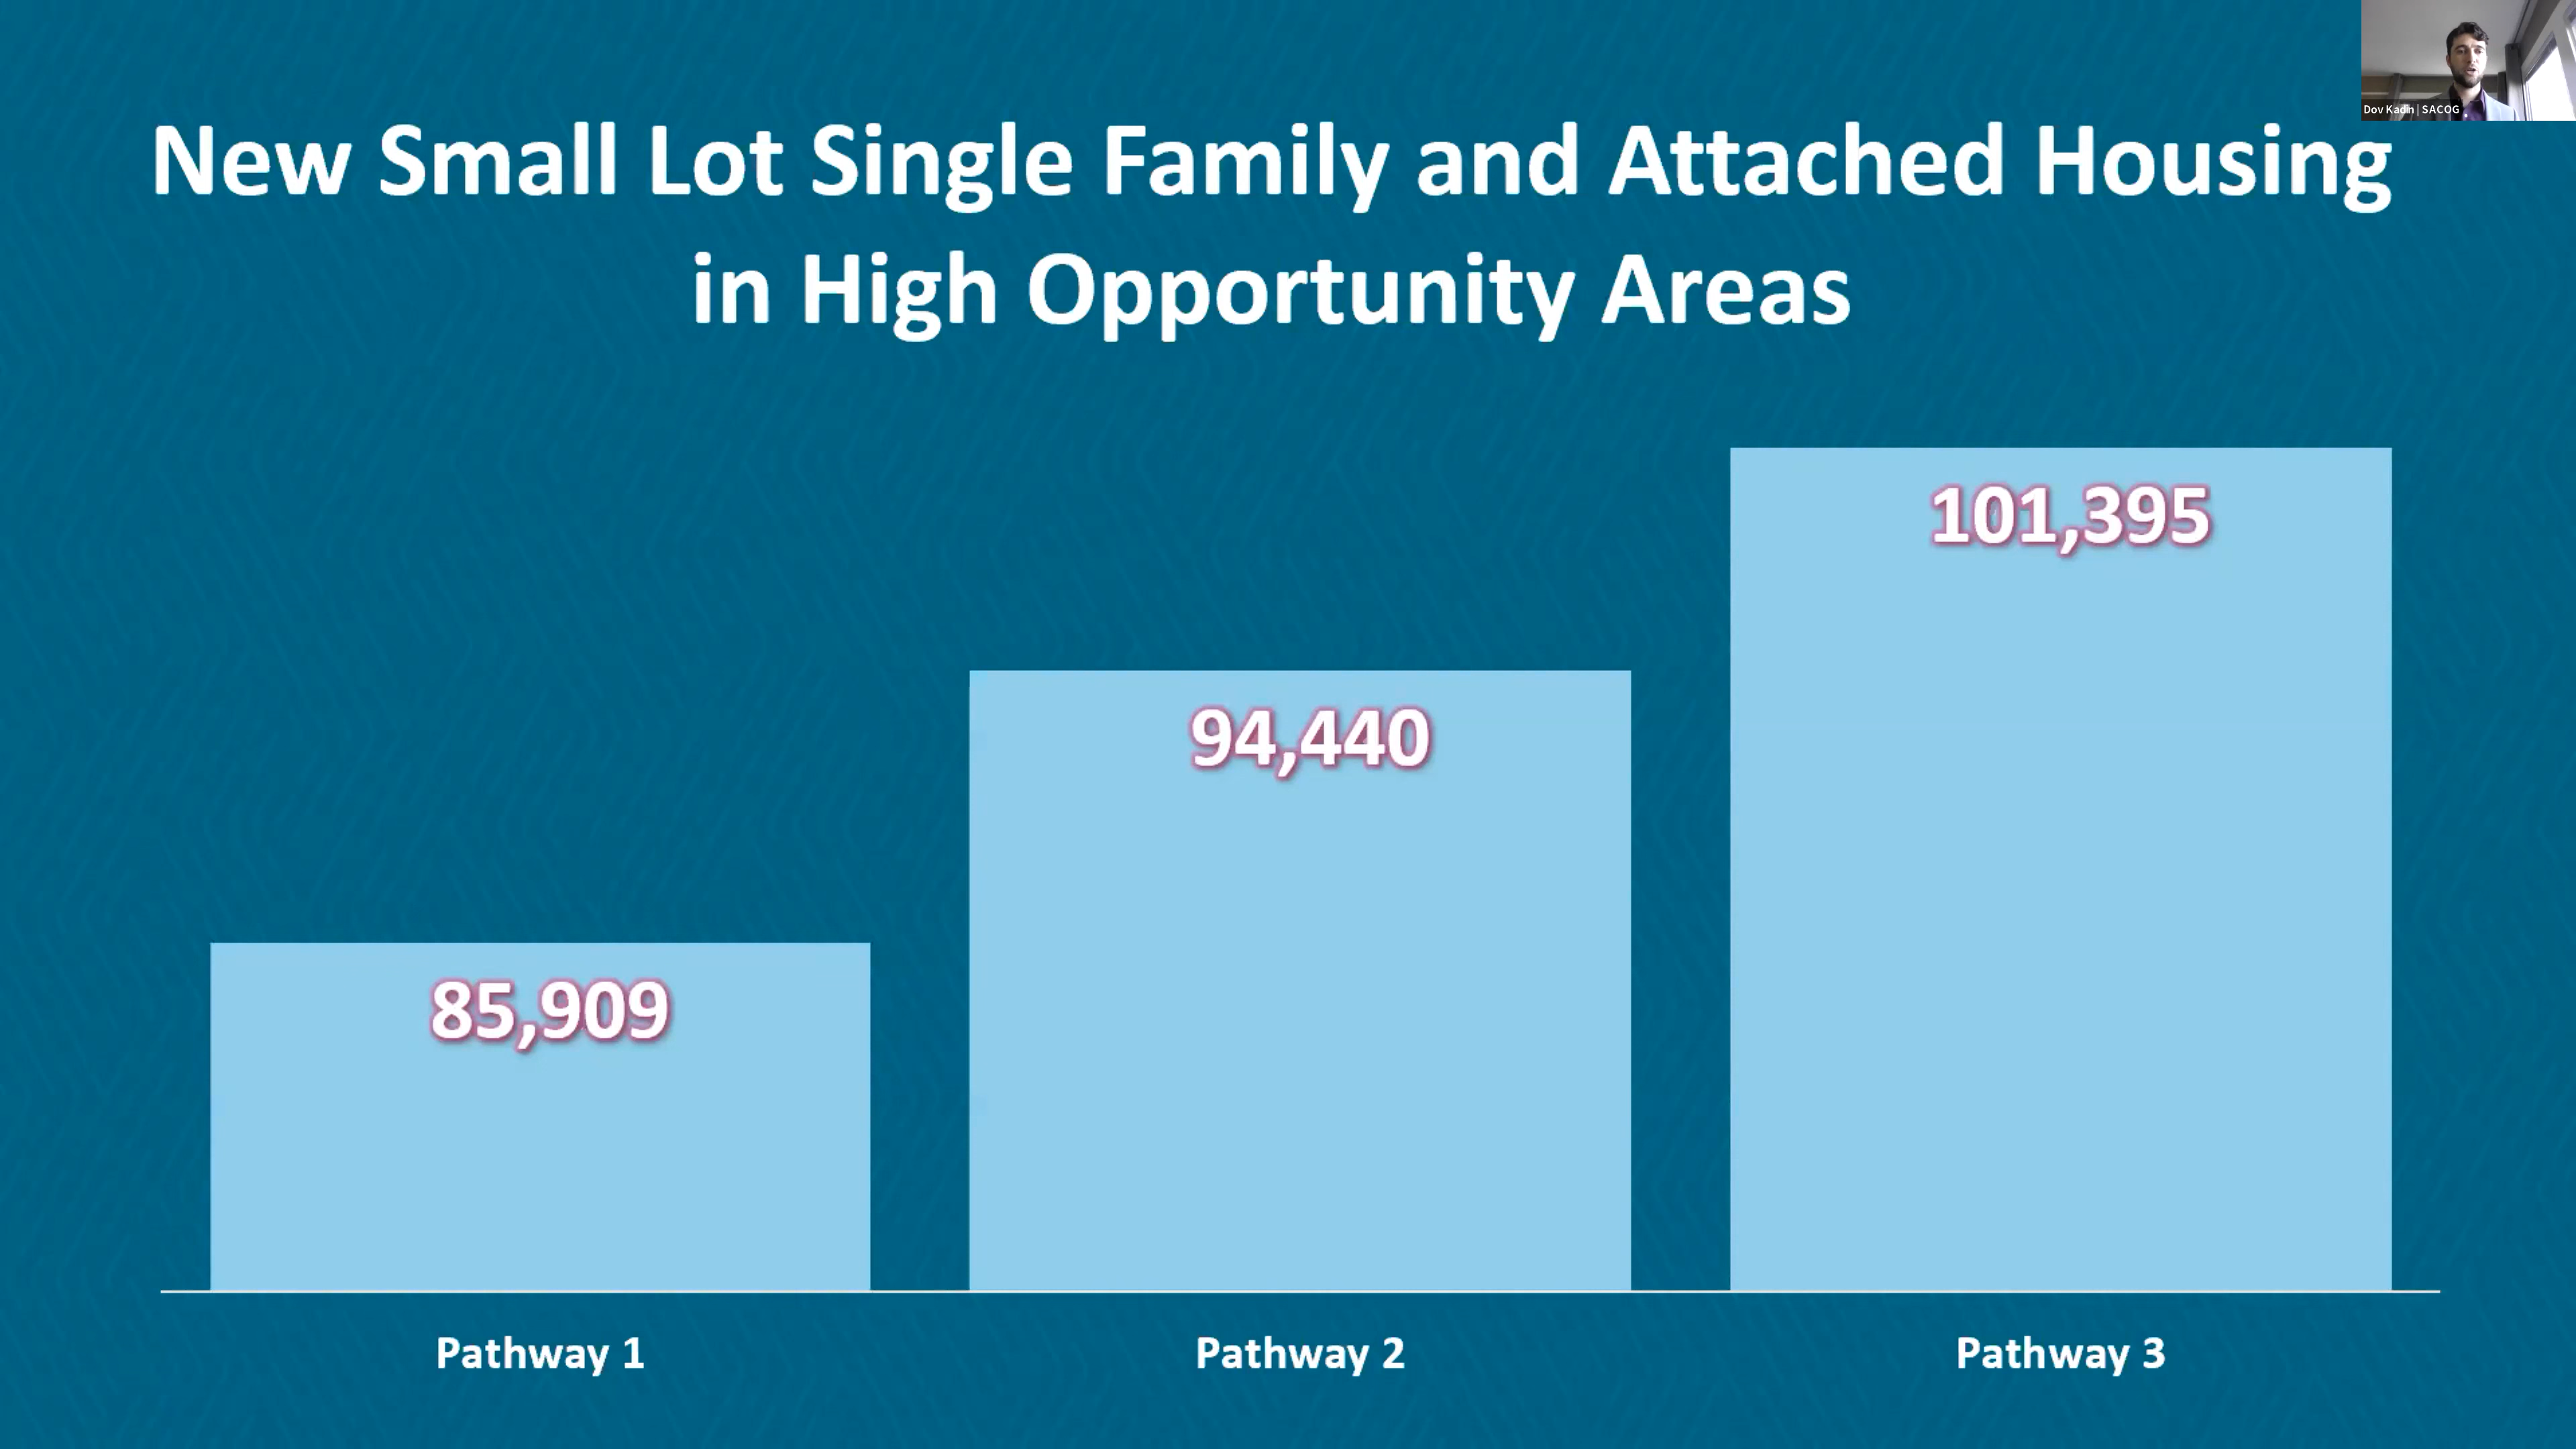 Dov Kadin | SACOG
New Small Lot Single Family and Attached Housing
in High Opportunity Areas
101,395
94,440
85,909
Pathway 1
Pathway 2
Pathway 3